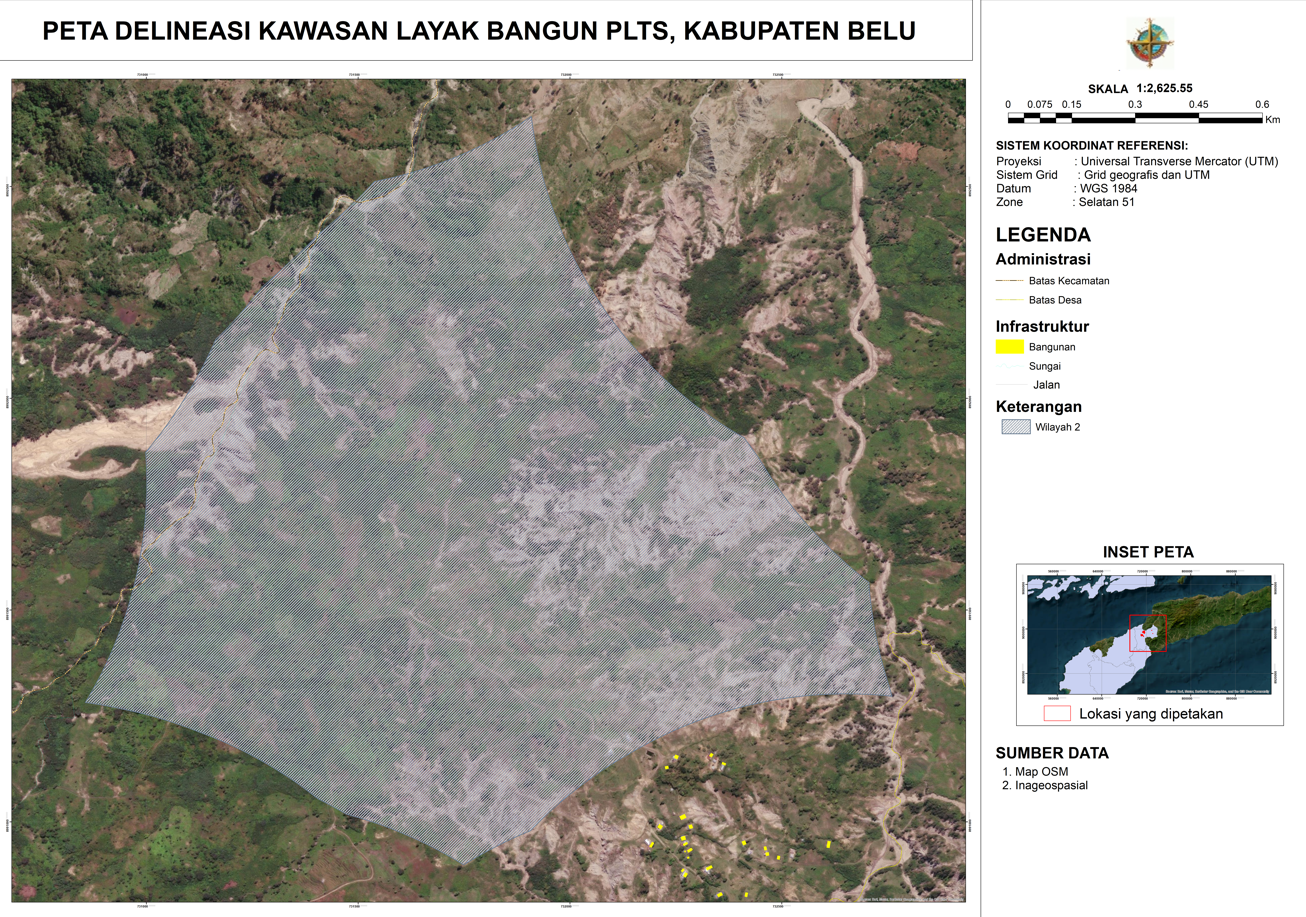 PETA DELINEASI KAWASAN LAYAK BANGUN PLTS, KABUPATEN BELU
SKALA 1:2,625.55
0 0.075 0.15 0.3 0.45 0.6
Km
SISTEM KOORDINAT REFERENSI:
Proyeksi : Universal Transverse Mercator (UTM)
Sistem Grid : Grid geografis dan UTM
Datum : WGS 1984
Zone : Selatan 51
LEGENDA
Administrasi
Batas Kecamatan
Batas Desa
Infrastruktur
Bangunan
Sungai
Jalan
Keterangan
Wilayah 2
INSET PETA
Lokasi yang dipetakan
SUMBER DATA
1. Map OSM
2. Inageospasial